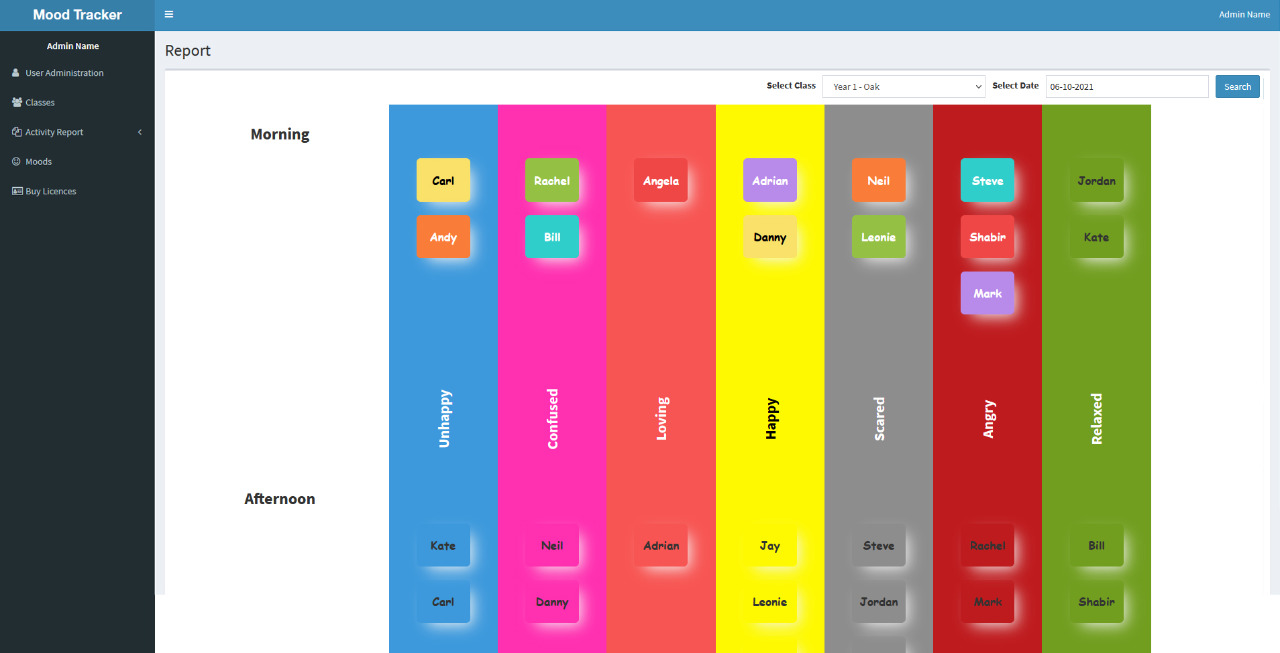 Mood Tracker
Admin Name
Admin Name
User Administration
Classes
Activity Report
Moods
Buy Licences
Report
Select Class Year 1 - Oak Select Date 06-10-2021 Search
Morning
Carl Rachel Angela Adrian Neil Steve Jordan
Andy Bill Danny Leonie Shabir Kate
Mark
Unhappy Confused Loving Happy Scared Angry Relaxed
Afternoon
Kate Neil Adrian Jay Steve Rachel Bill
Carl Danny Leonie Jordan Mark Shabir